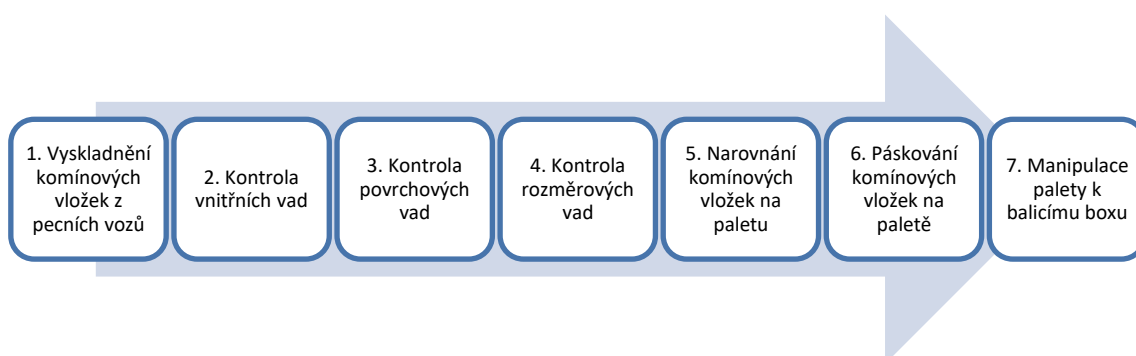 1. Vyskladnění
komínových
vložek z
pecních vozů
2. Kontrola
vnitřních vad
3. Kontrola
povrchových
vad
4. Kontrola
rozměrových
vad
5. Narovnání
komínových
vložek na
paletu
6. Páskování
komínových
vložek na
paletě
7. Manipulace
palety k
balicímu boxu